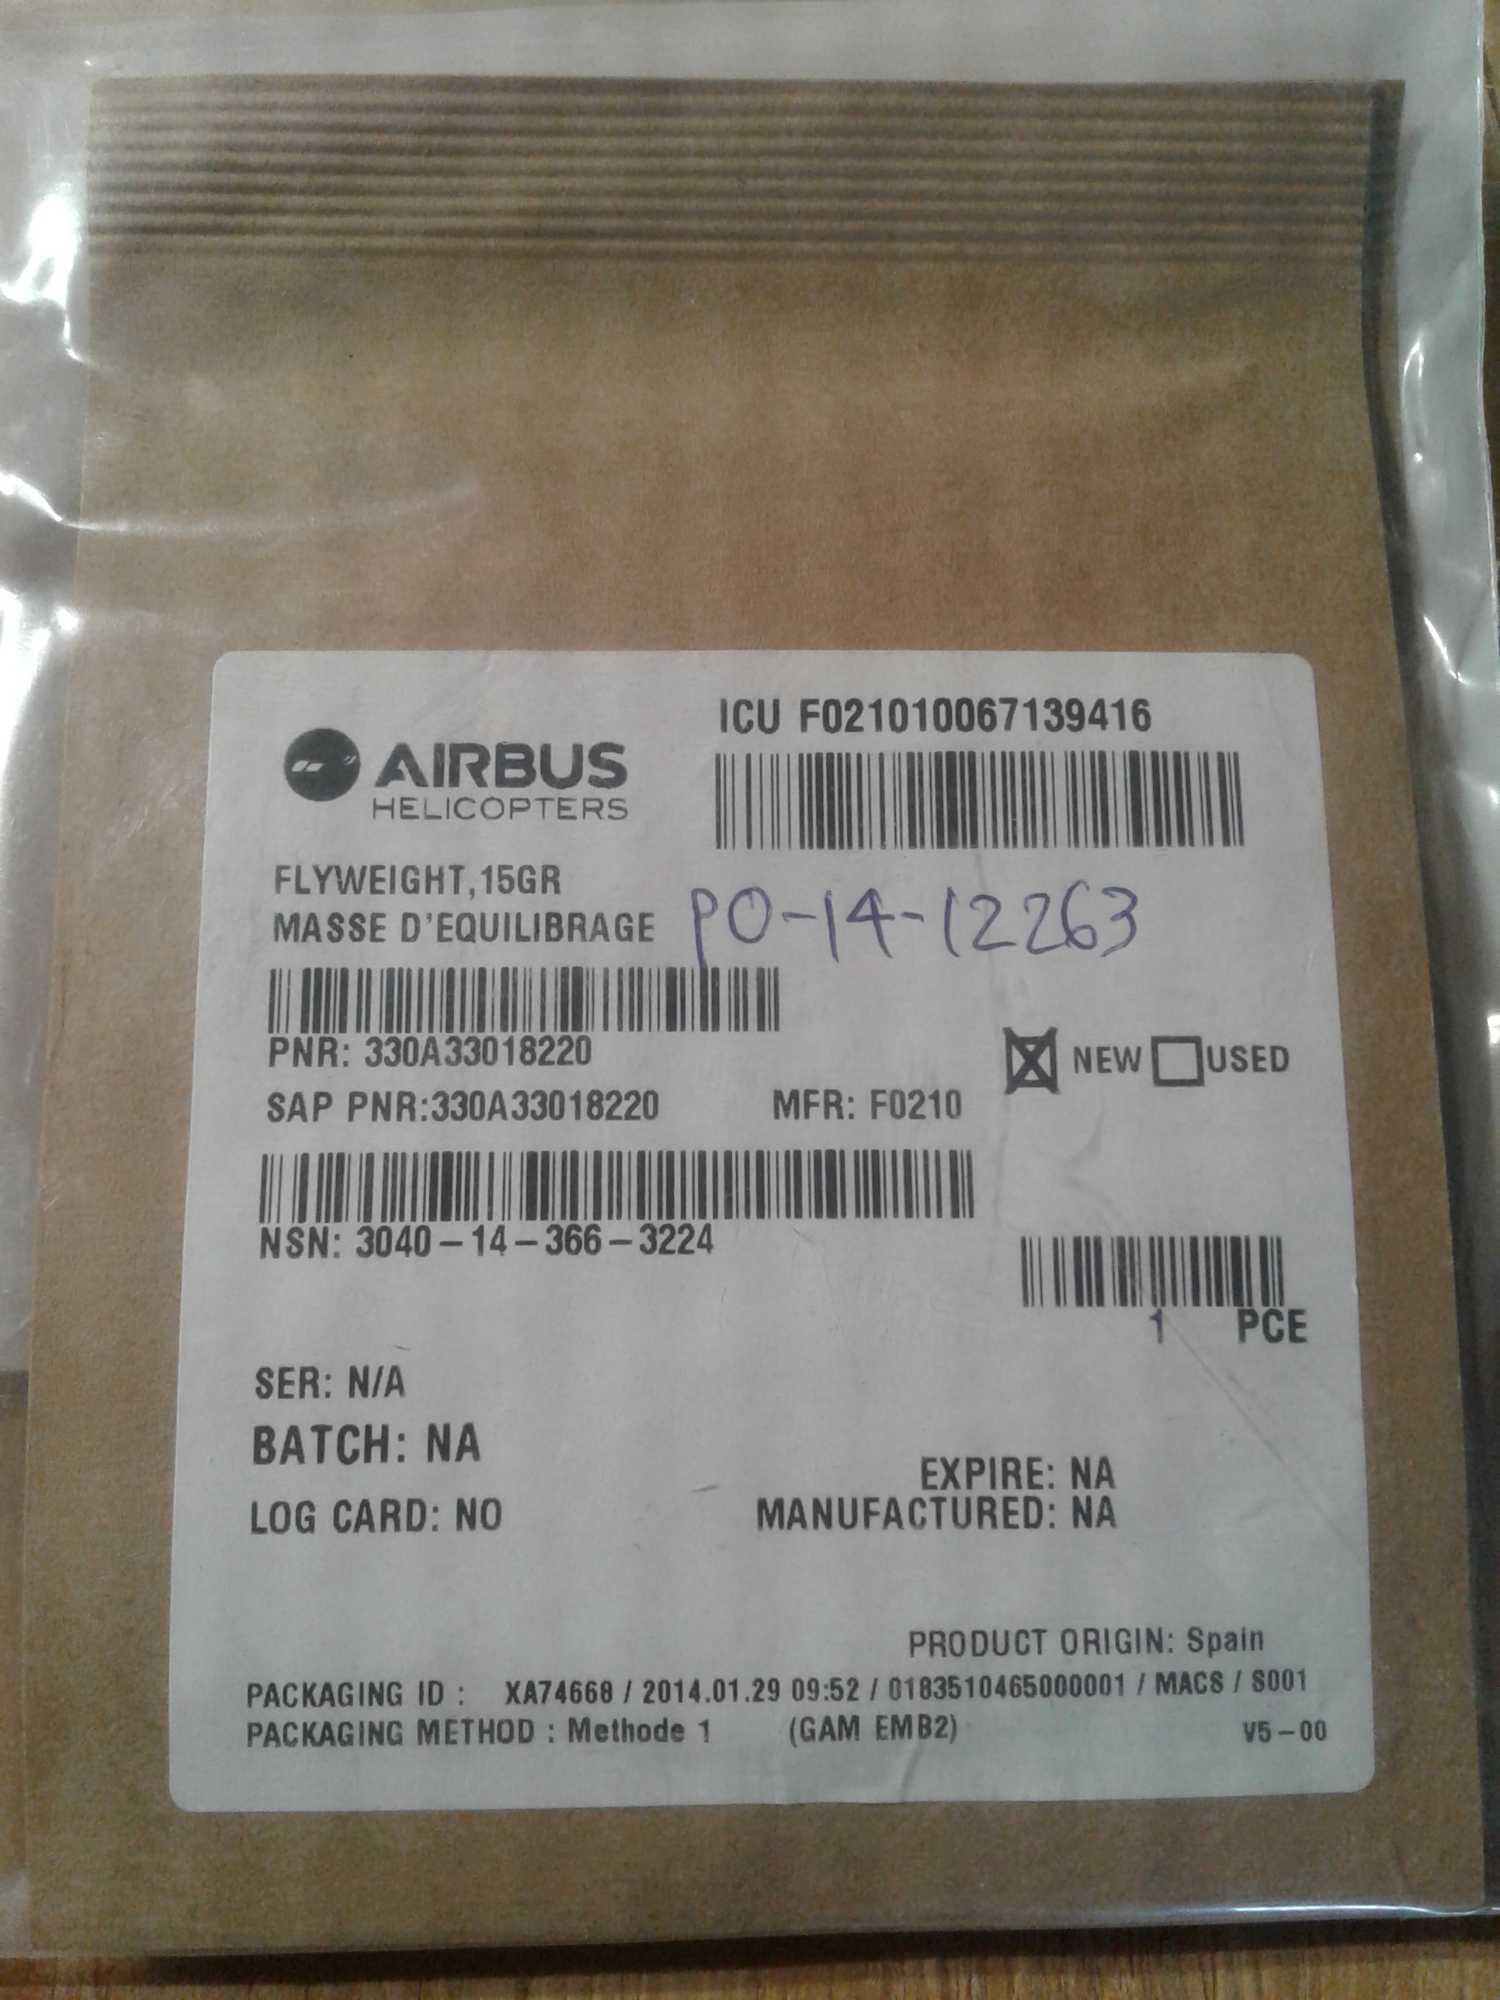 ICU F021010067139416
AIRBUS
HELICOPTERS
FLYWEIGHT,15GR
MASSE D'EQUILIBRAGE
PO-14-12263
PNR: 330A33018220
NEW USED
SAP PNR:330A33018220 MFR: F0210
NSN: 3040-14-366-3224
1 PCE
SER: N/A
BATCH: NA
EXPIRE: NA
LOG CARD: NO MANUFACTURED: NA
PRODUCT ORIGIN: Spain
PACKAGING ID : XA74668 / 2014.01.29 09:52 / 0183510465000001 / MACS / S001
PACKAGING METHOD : Methode 1 (GAM EMB2) V5-00